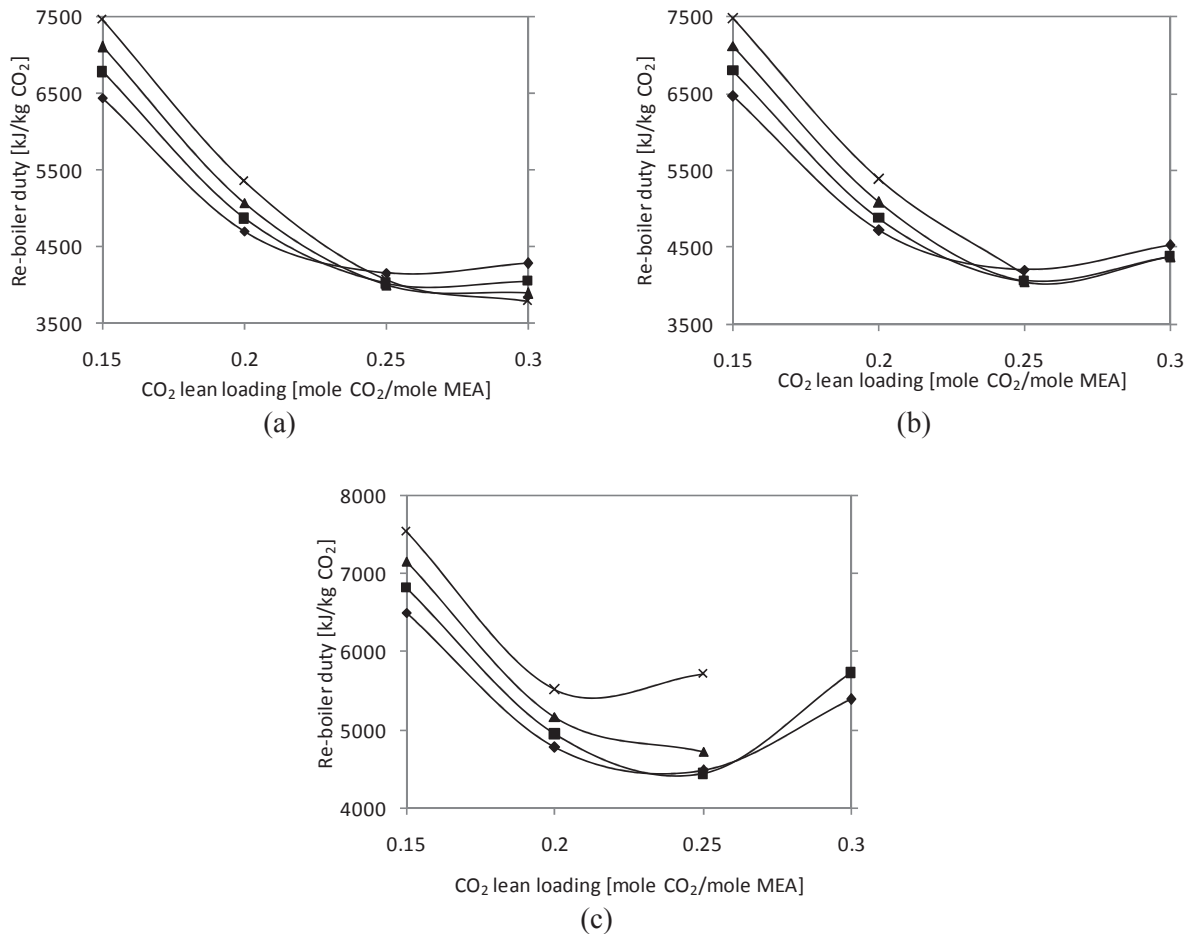 7500
6500
5500
4500
3500
Re-boiler duty [kJ/kg CO₂]
0.15 0.2 0.25 0.3
CO₂ lean loading [mole CO₂/mole MEA]
(a)
7500
6500
5500
4500
3500
Re-boiler duty [kJ/kg CO₂]
0.15 0.2 0.25 0.3
CO₂ lean loading [mole CO₂/mole MEA]
(b)
8000
7000
6000
5000
4000
Re-boiler duty [kJ/kg CO₂]
0.15 0.2 0.25 0.3
CO₂ lean loading [mole CO₂/mole MEA]
(c)